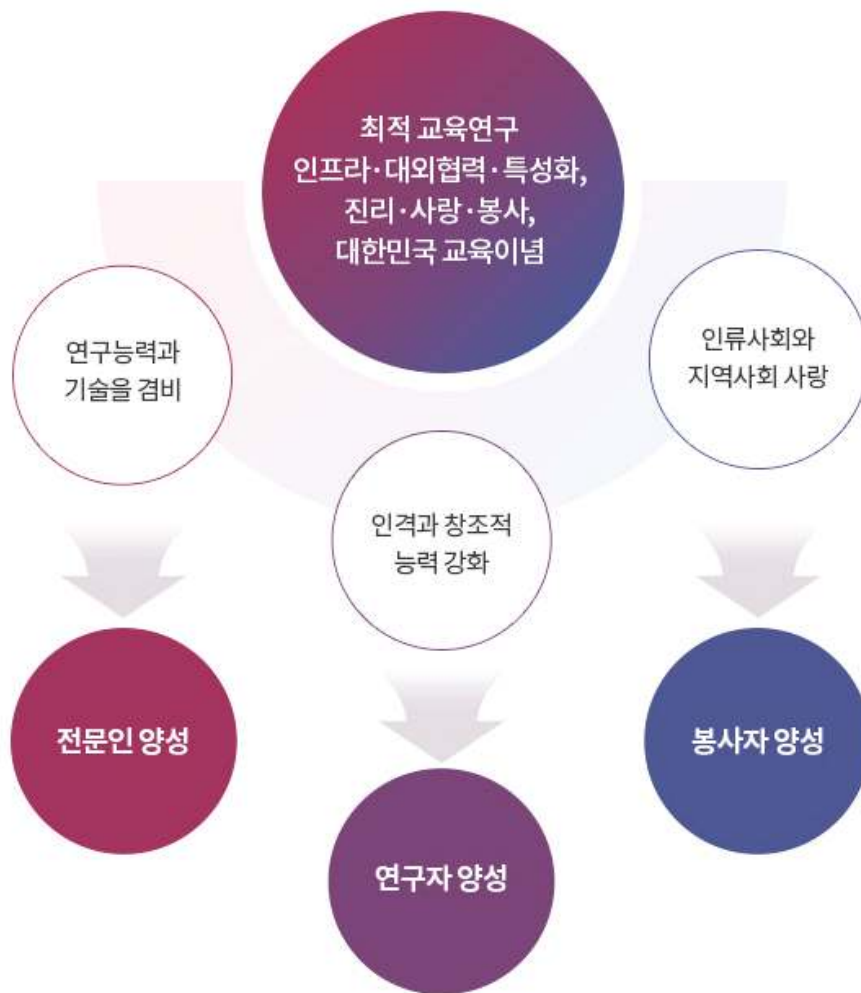 최적 교육연구
인프라·대외협력·특성화,
진리·사랑·봉사,
대한민국 교육이념
연구능력과
기술을 겸비
인격과 창조적
능력 강화
인류사회와
지역사회 사랑
전문인 양성
연구자 양성
봉사자 양성